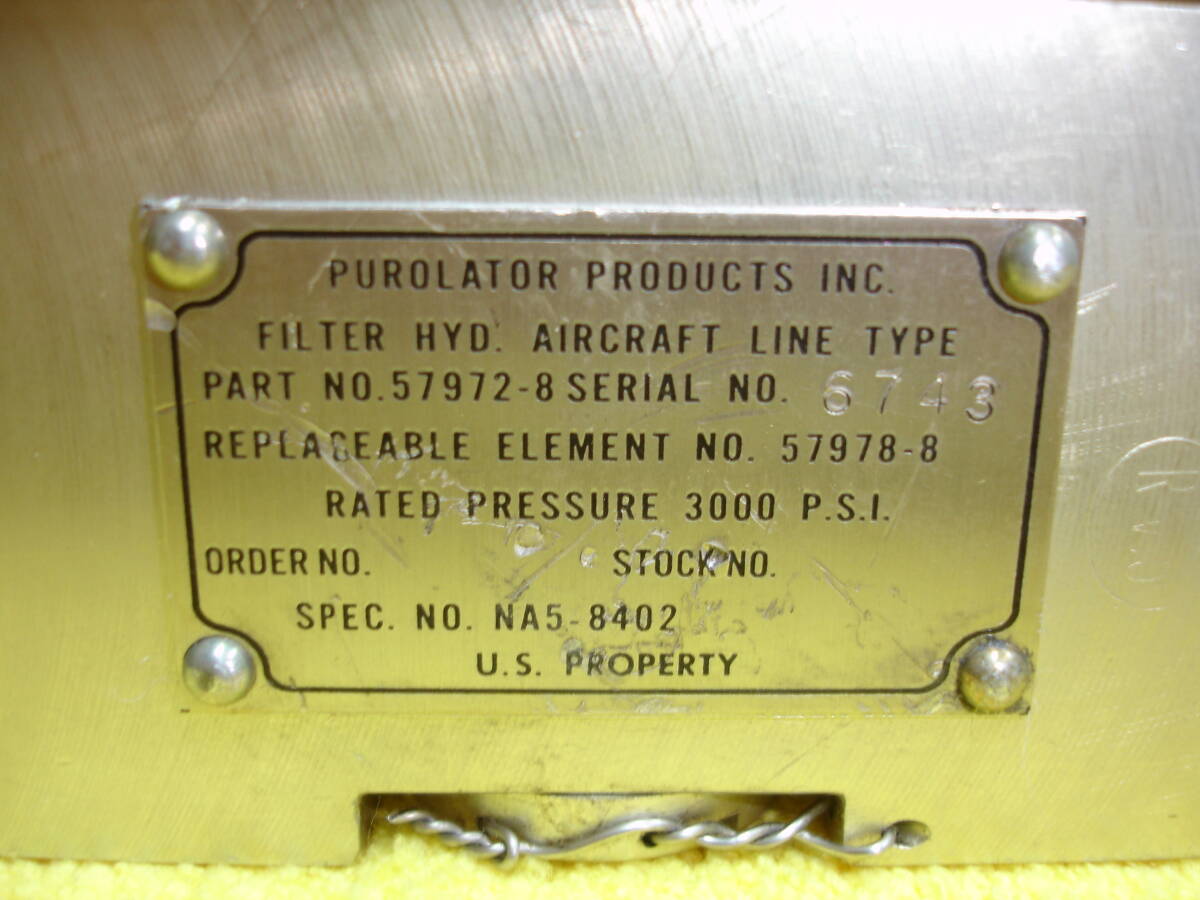 PUROLATOR PRODUCTS INC.
FILTER HYD. AIRCRAFT LINE TYPE
PART NO. 57972-8 SERIAL NO. 6743
REPLACEABLE ELEMENT NO. 57978-8
RATED PRESSURE 3000 P.S.I.
ORDER NO. STOCK NO.
SPEC. NO. NA5-8402
U.S. PROPERTY